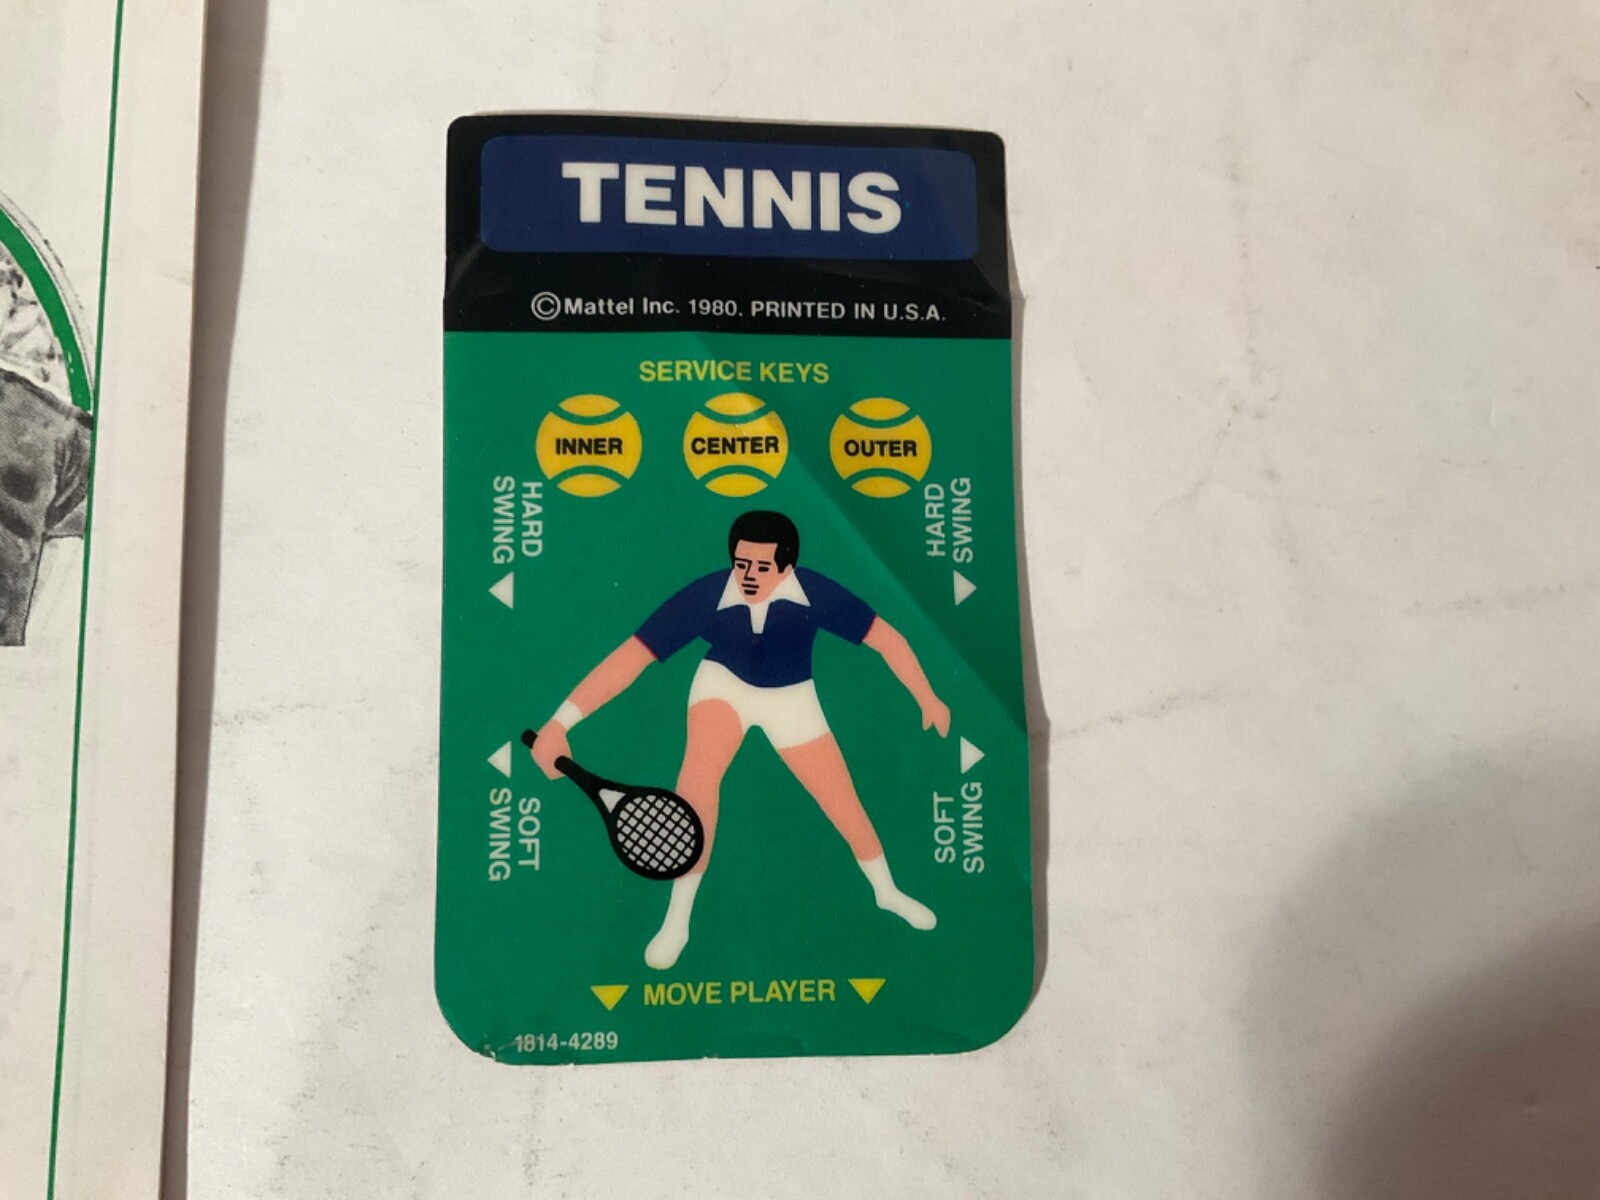 TENNIS
©Mattel Inc. 1980. PRINTED IN U.S.A.
SERVICE KEYS
INNER CENTER OUTER
HARD
SWING
HARD
SWING
SOFT
SWING
SOFT
SWING
MOVE PLAYER
1814-4289